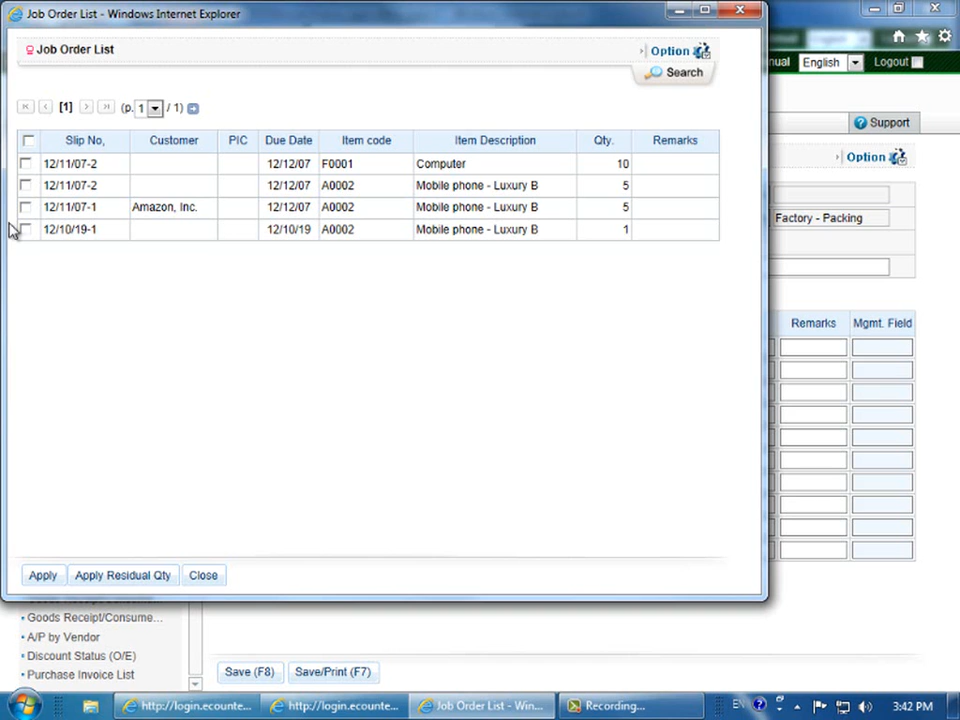 Job Order List - Windows Internet Explorer
Job Order List
Option
Search
[1] (p. 1 / 1)
Slip No, Customer PIC Due Date Item code Item Description Qty. Remarks
12/11/07-2 12/12/07 F0001 Computer 10
12/11/07-2 12/12/07 A0002 Mobile phone - Luxury B 5
12/11/07-1 Amazon, Inc. 12/12/07 A0002 Mobile phone - Luxury B 5
12/10/19-1 12/10/19 A0002 Mobile phone - Luxury B 1
Apply Apply Residual Qty Close
nual English Logout
Support
Option
Factory - Packing
Remarks Mgmt. Field
Goods Receipt/Consume...
A/P by Vendor
Discount Status (O/E)
Purchase Invoice List
Save (F8) Save/Print (F7)
http://login.ecounte... http://login.ecounte... Job Order List - Win... Recording... EN 3:42 PM